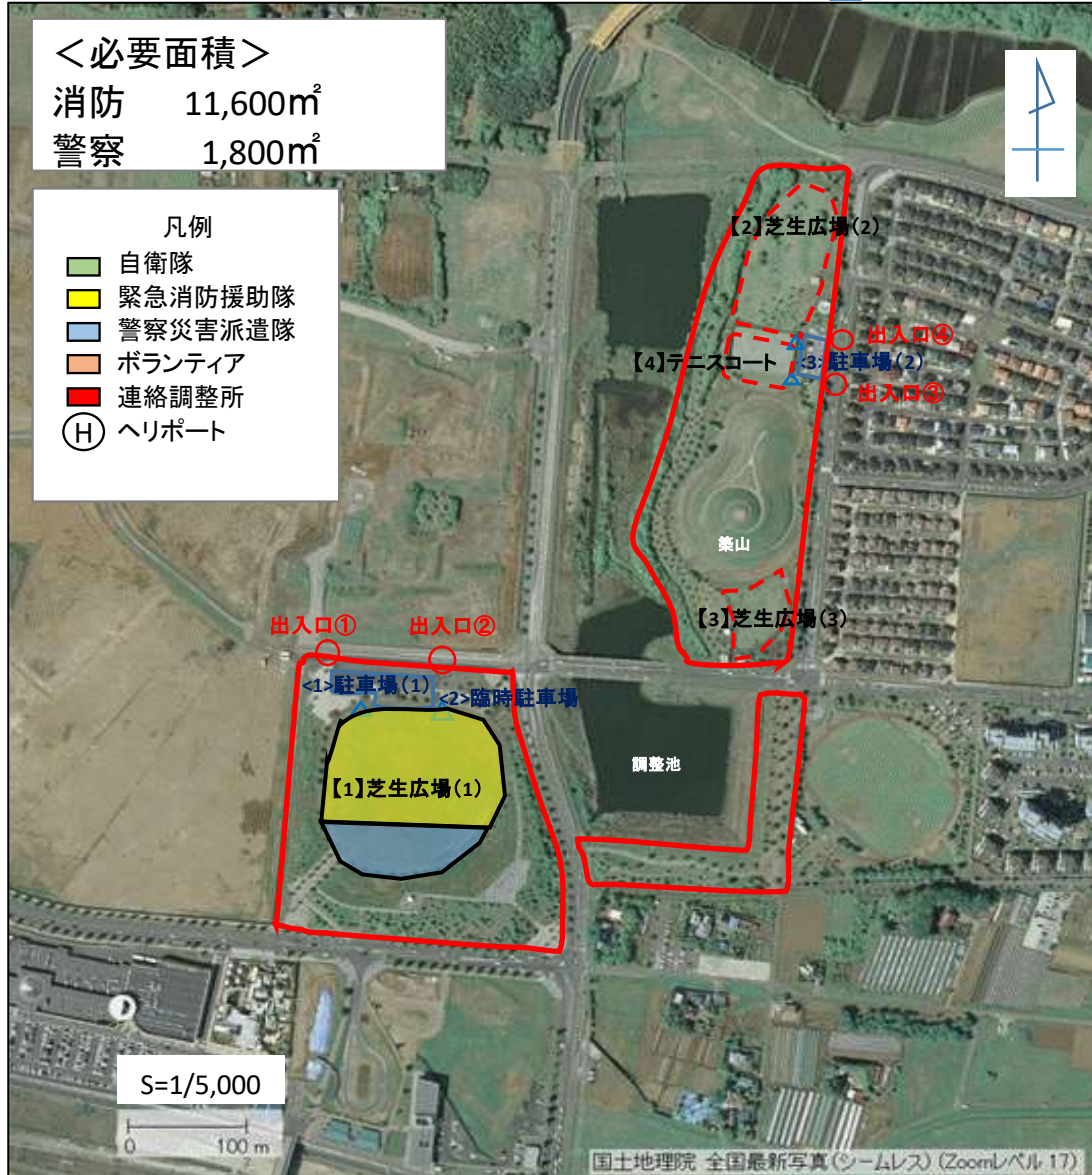 ＜必要面積＞
消防 11,600㎡
警察 1,800㎡
凡例
自衛隊
緊急消防援助隊
警察災害派遣隊
ボランティア
連絡調整所
H ヘリポート
【2】芝生広場(2)
出入口④
【4】テニスコート
<3>駐車場(2)
出入口③
築山
【3】芝生広場(3)
出入口①
出入口②
<1>駐車場(1)
<2>臨時駐車場
調整池
【1】芝生広場(1)
S=1/5,000
0 100 m
国土地理院 全国最新写真(シームレス) (Zoomレベル 17)